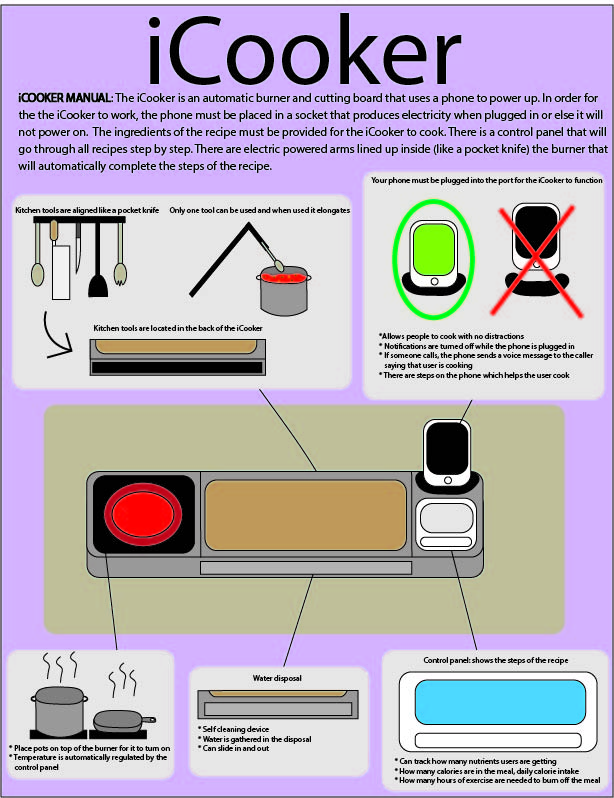 iCooker
iCOOKER MANUAL: The iCooker is an automatic burner and cutting board that uses a phone to power up. In order for
the the iCooker to work, the phone must be placed in a socket that produces electricity when plugged in or else it will
not power on. The ingredients of the recipe must be provided for the iCooker to cook. There is a control panel that will
go through all recipes step by step. There are electric powered arms lined up inside (like a pocket knife) the burner that
will automatically complete the steps of the recipe.
Kitchen tools are aligned like a pocket knife
Only one tool can be used and when used it elongates
Kitchen tools are located in the back of the iCooker
Your phone must be plugged into the port for the iCooker to function
*Allows people to cook with no distractions
* Notifications are turned off while the phone is plugged in
* If someone calls, the phone sends a voice message to the caller
saying that user is cooking
* There are steps on the phone which helps the user cook
* Place pots on top of the burner for it to turn on
*Temperature is automatically regulated by the
control panel
Water disposal
* Self cleaning device
* Water is gathered in the disposal
* Can slide in and out
Control panel: shows the steps of the recipe
* Can track how many nutrients users are getting
* How many calories are in the meal, daily calorie intake
* How many hours of exercise are needed to burn off the meal